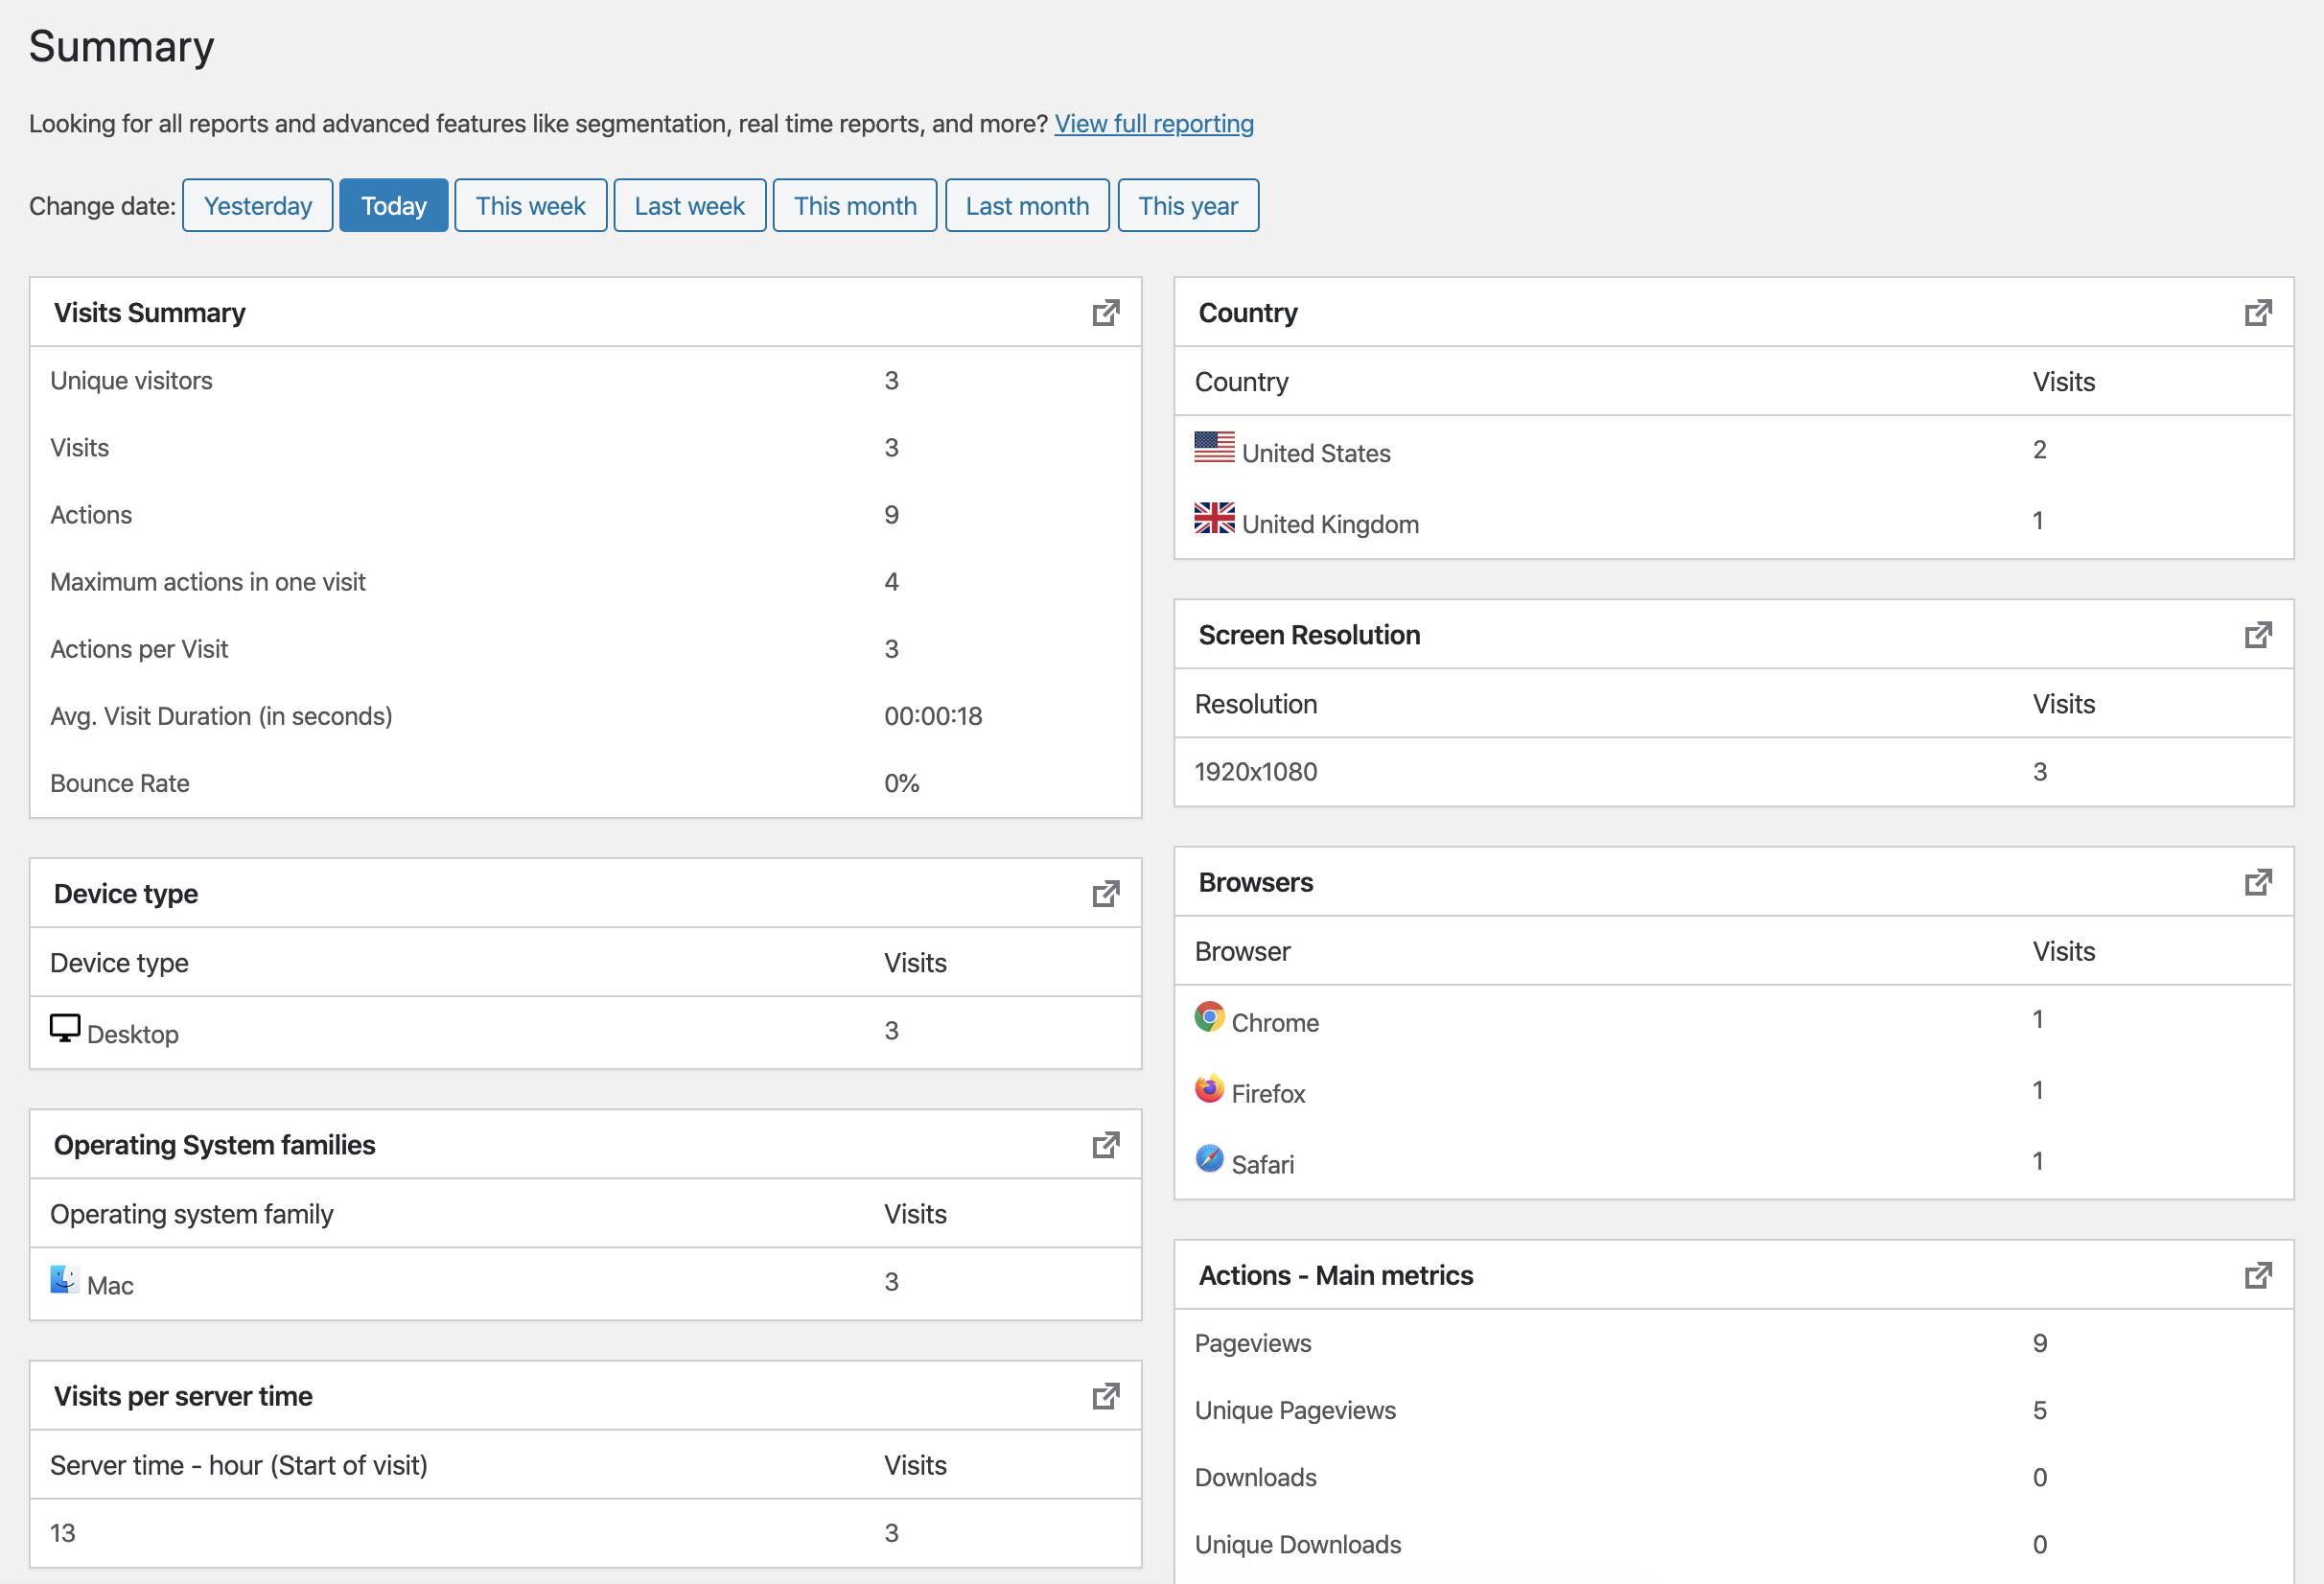 Summary
Looking for all reports and advanced features like segmentation, real time reports, and more? View full reporting
Change date: Yesterday Today This week Last week This month Last month This year
Visits Summary
Unique visitors 3
Visits 3
Actions 9
Maximum actions in one visit 4
Actions per Visit 3
Avg. Visit Duration (in seconds) 00:00:18
Bounce Rate 0%
Device type
Device type Visits
Desktop 3
Operating System families
Operating system family Visits
Mac 3
Visits per server time
Server time - hour (Start of visit) Visits
13 3
Country
Country Visits
United States 2
United Kingdom 1
Screen Resolution
Resolution Visits
1920x1080 3
Browsers
Browser Visits
Chrome 1
Firefox 1
Safari 1
Actions - Main metrics
Pageviews 9
Unique Pageviews 5
Downloads 0
Unique Downloads 0